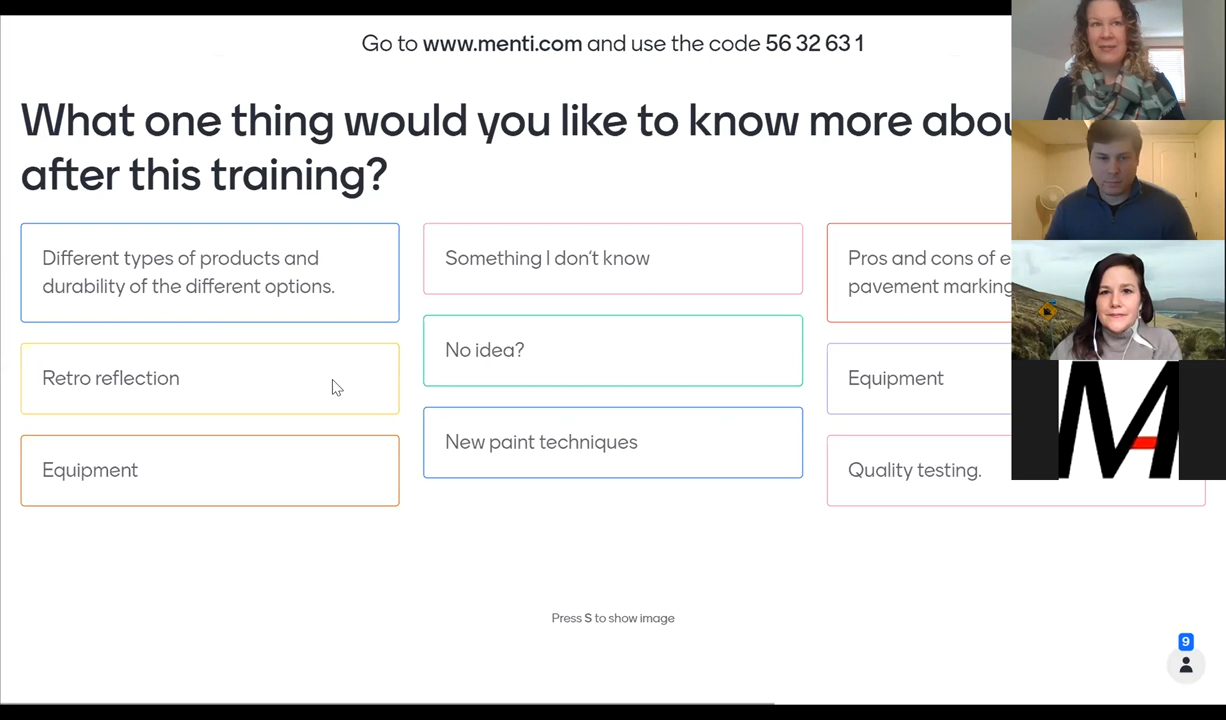 Go to www.menti.com and use the code 56 32 63 1
What one thing would you like to know more
after this training?
Different types of products and
durability of the different options.
Something I don't know
Pros and cons of
pavement
Retro reflection
No idea?
Equipment
Equipment
New paint techniques
Quality testing.
Press S to show image
9
MA